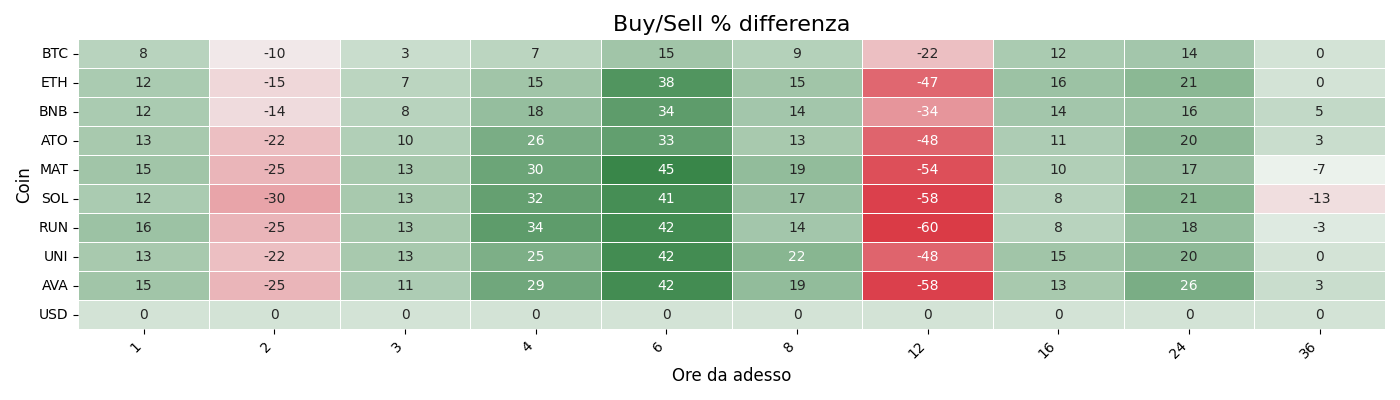 Buy/Sell % differenza
Coin
BTC 8 -10 3 7 15 9 -22 12 14 0
ETH 12 -15 7 15 38 15 -47 16 21 0
BNB 12 -14 8 18 34 14 -34 14 16 5
ATO 13 -22 10 26 33 13 -48 11 20 3
MAT 15 -25 13 30 45 19 -54 10 17 -7
SOL 12 -30 13 32 41 17 -58 8 21 -13
RUN 16 -25 13 34 42 14 -60 8 18 -3
UNI 13 -22 13 25 42 22 -48 15 20 0
AVA 15 -25 11 29 42 19 -58 13 26 3
USD 0 0 0 0 0 0 0 0 0 0
1 2 3 4 6 8 12 16 24 36
Ore da adesso